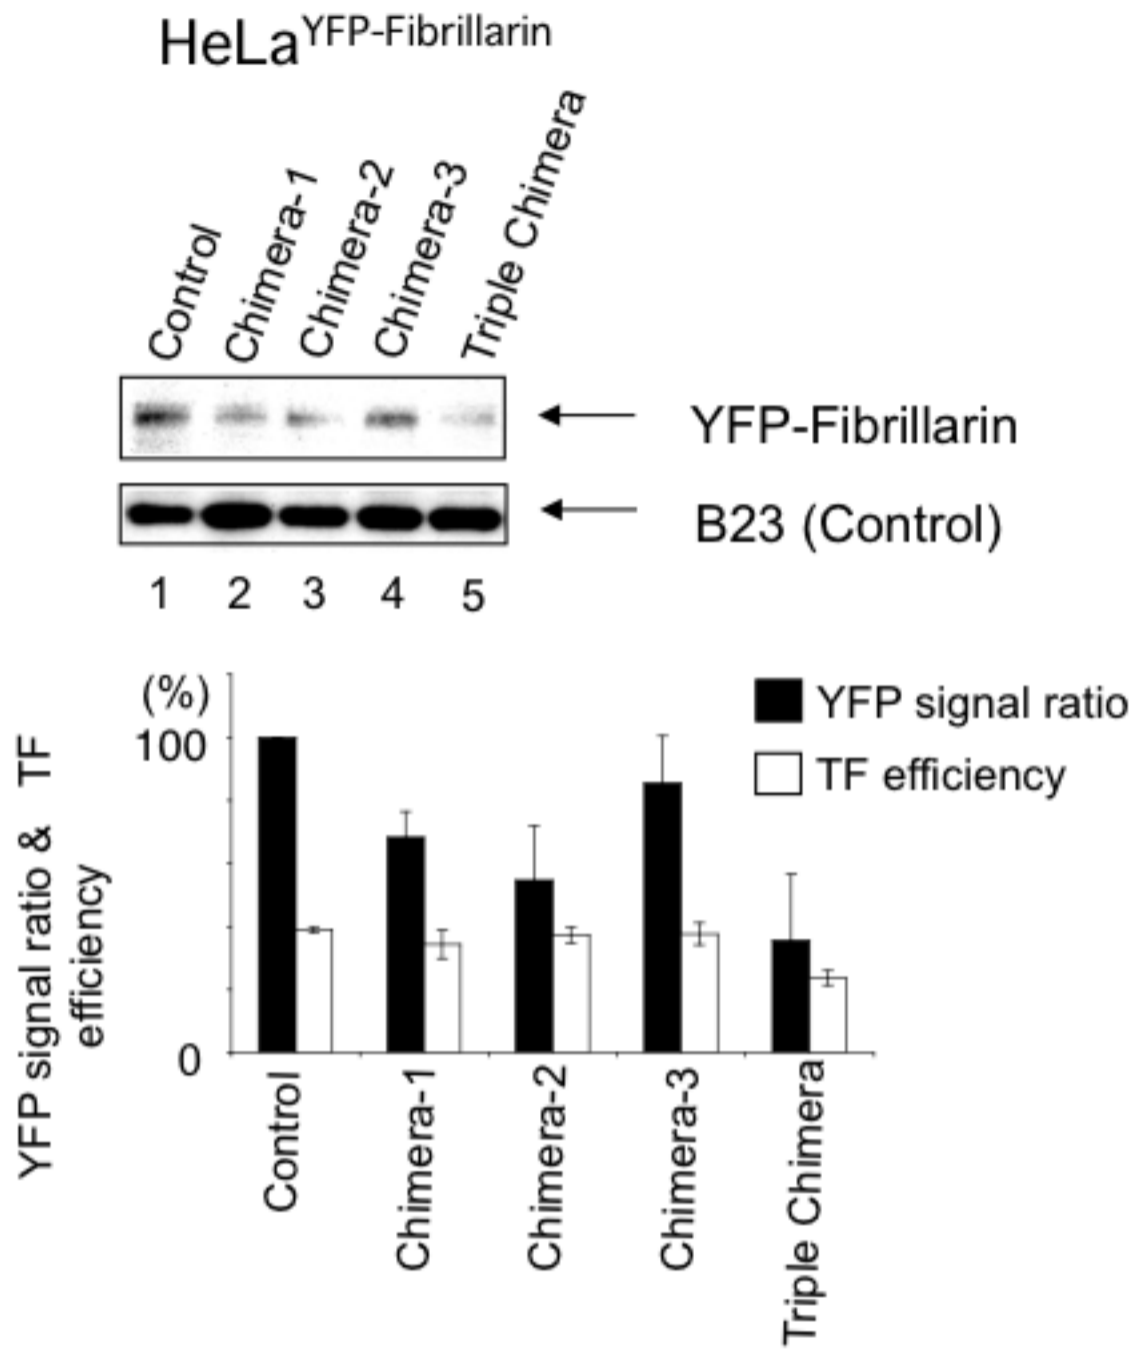 HeLaYFP-Fibrillarin
Control
Chimera-1
Chimera-2
Chimera-3
Triple Chimera
YFP-Fibrillarin
B23 (Control)
1 2 3 4 5
(%)
100
0
YFP signal ratio & TF
efficiency
YFP signal ratio
TF efficiency
Control
Chimera-1
Chimera-2
Chimera-3
Triple Chimera